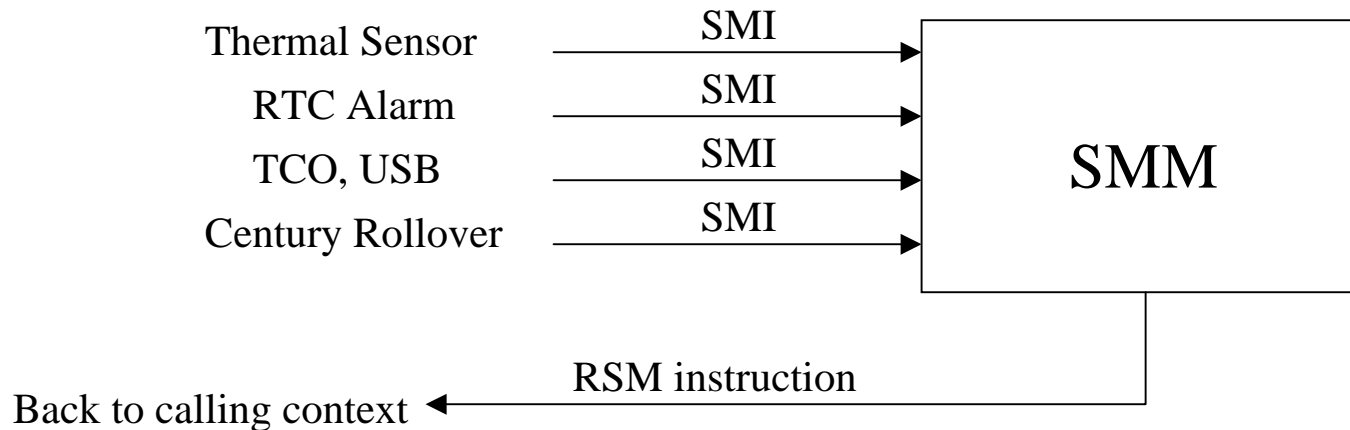 Thermal Sensor SMI
RTC Alarm SMI
TCO, USB SMI
Century Rollover SMI
SMM
RSM instruction
Back to calling context